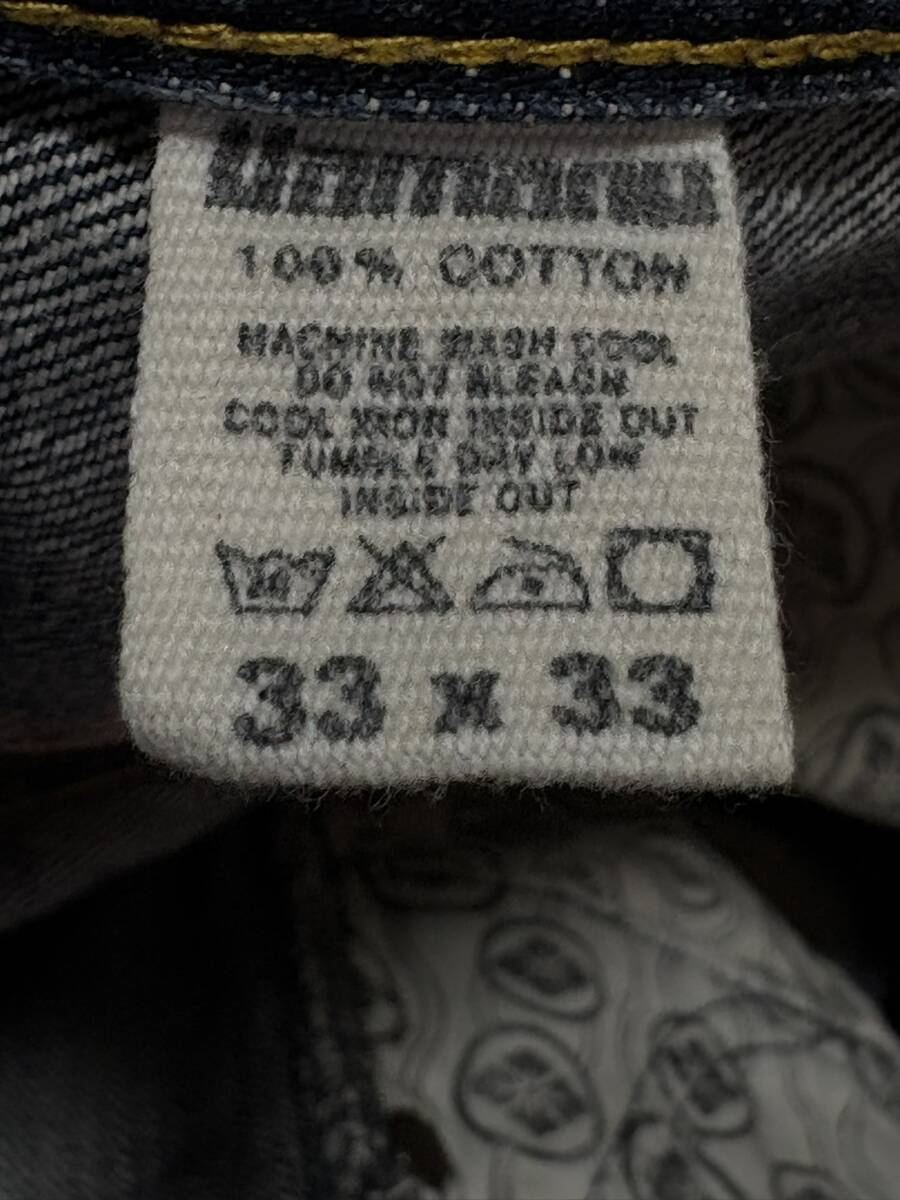 100% COTTON
MACHINE WASH COOL
DO NOT BLEACH
COOL IRON INSIDE OUT
TUMBLE DRY LOW
INSIDE OUT
33 x 33